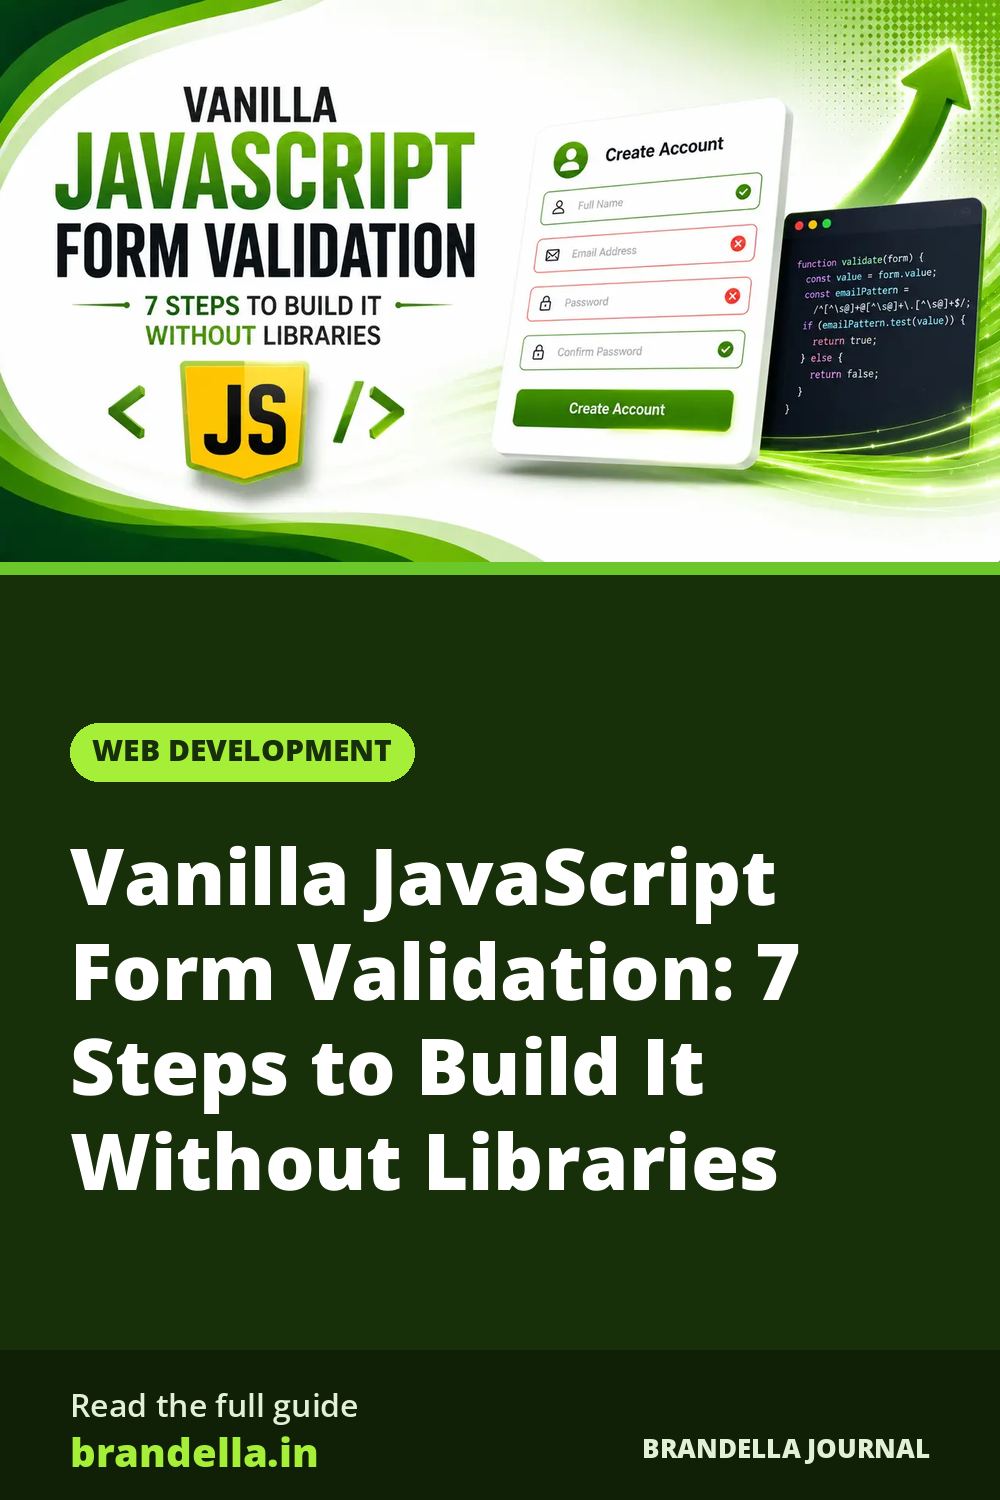 VANILLA
JAVASCRIPT
FORM VALIDATION
7 STEPS TO BUILD IT
WITHOUT LIBRARIES
< JS />
Create Account
Full Name
Email Address
Password
Confirm Password
Create Account
function validate(form) {
const value = form.value;
const emailPattern =
/^[^\s@]+@[^\s@]+\.[^\s@]+$/;
if (emailPattern.test(value)) {
return true;
} else {
return false;
}
}
WEB DEVELOPMENT
Vanilla JavaScript
Form Validation: 7
Steps to Build It
Without Libraries
Read the full guide
brandella.in
BRANDELLA JOURNAL